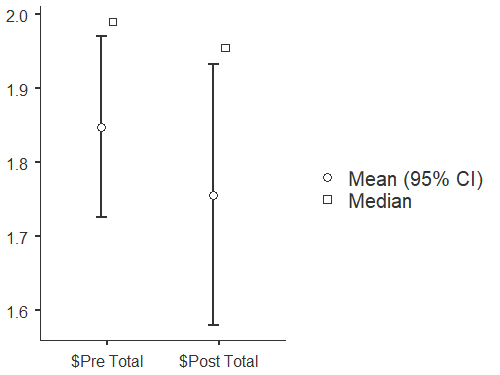 2.0
1.9
1.8
1.7
1.6
$Pre Total
$Post Total
Mean (95% CI)
Median